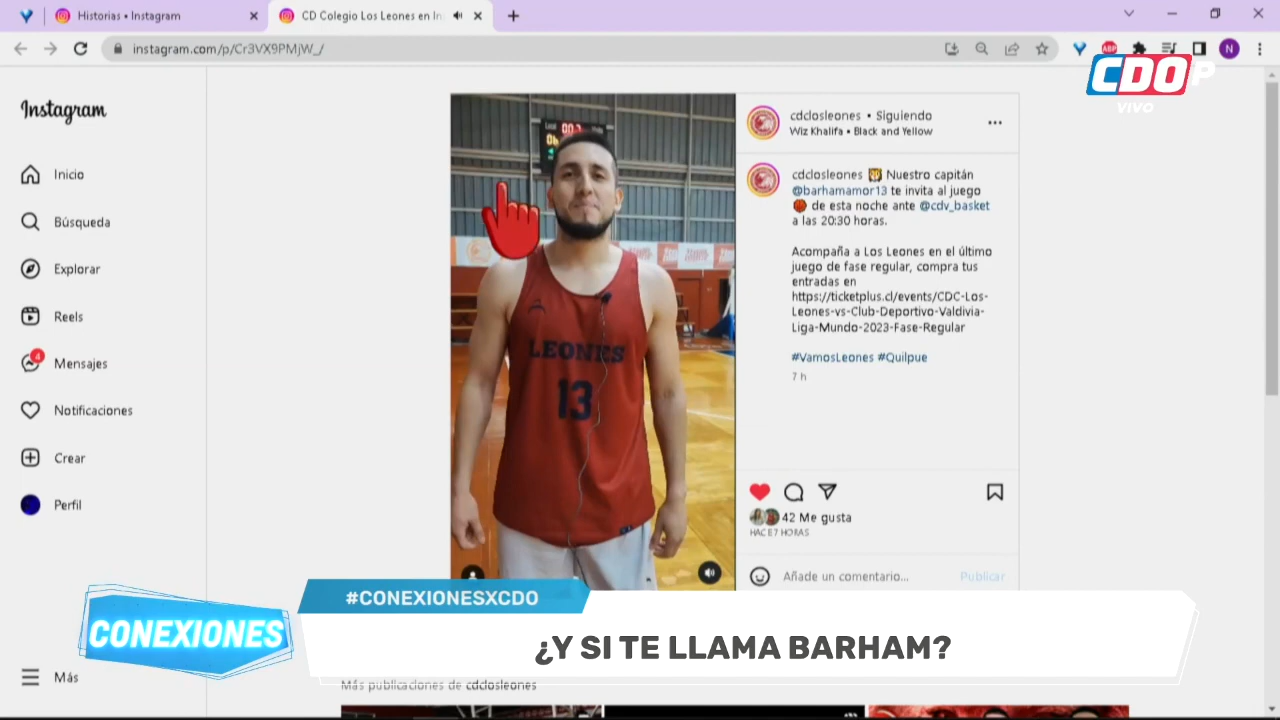 Historias • Instagram
CD Colegio Los Leones en In
instagram.com/p/Cr3VX9PMjW_/
ABP
N
CDOP
VIVO
Instagram
Inicio
Búsqueda
Explorar
Reels
4
Mensajes
Notificaciones
Crear
Perfil
Más
LEONES
13
cdclosleones • Siguiendo
Wiz Khalifa • Black and Yellow
cdclosleones 🐯 Nuestro capitán
@barhamamor13 te invita al juego
🏀 de esta noche ante @cdv_basket
a las 20:30 horas.
Acompaña a Los Leones en el último
juego de fase regular, compra tus
entradas en
https://ticketplus.cl/events/CDC-Los-
Leones-vs-Club-Deportivo-Valdivia-
Liga-Mundo-2023-Fase-Regular
#VamosLeones #Quilpue
7 h
42 Me gusta
HACE 7 HORAS
Añade un comentario...
Publicar
#CONEXIONESXCDO
CONEXIONES
¿Y SI TE LLAMA BARHAM?
Más publicaciones de cdclosleones